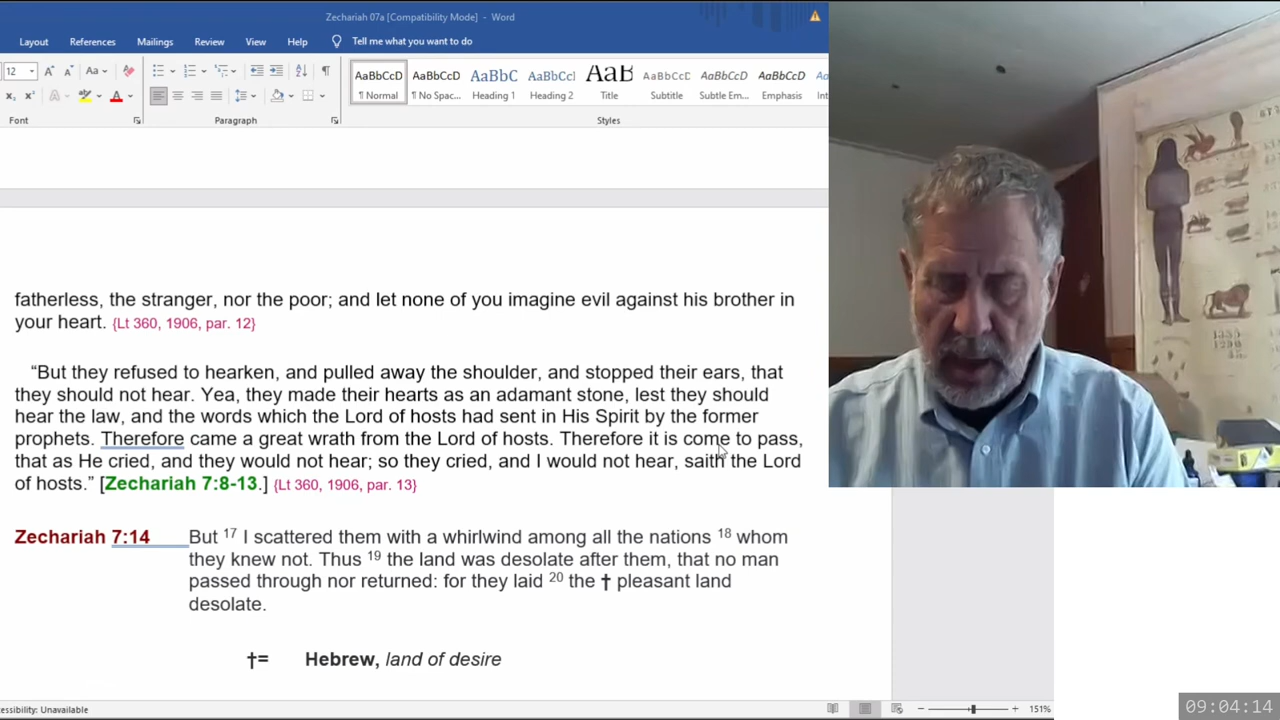 Zechariah 07a [Compatibility Mode] - Word
Layout References Mailings Review View Help Tell me what you want to do
12 Aa
AaBbCcD AaBbCcD AaBbC AaBbCcI AaB AaBbCcD AaBbCcD AaBbCcD
¶ Normal ¶ No Spac... Heading 1 Heading 2 Title Subtitle Subtle Em... Emphasis
Font Paragraph Styles
fatherless, the stranger, nor the poor; and let none of you imagine evil against his brother in
your heart. {Lt 360, 1906, par. 12}
“But they refused to hearken, and pulled away the shoulder, and stopped their ears, that
they should not hear. Yea, they made their hearts as an adamant stone, lest they should
hear the law, and the words which the Lord of hosts had sent in His Spirit by the former
prophets. Therefore came a great wrath from the Lord of hosts. Therefore it is come to pass,
that as He cried, and they would not hear; so they cried, and I would not hear, saith the Lord
of hosts.” [Zechariah 7:8-13.] {Lt 360, 1906, par. 13}
Zechariah 7:14 But 17 I scattered them with a whirlwind among all the nations 18 whom
they knew not. Thus 19 the land was desolate after them, that no man
passed through nor returned: for they laid 20 the † pleasant land
desolate.
†= Hebrew, land of desire
essibility: Unavailable
151%
09:04:14